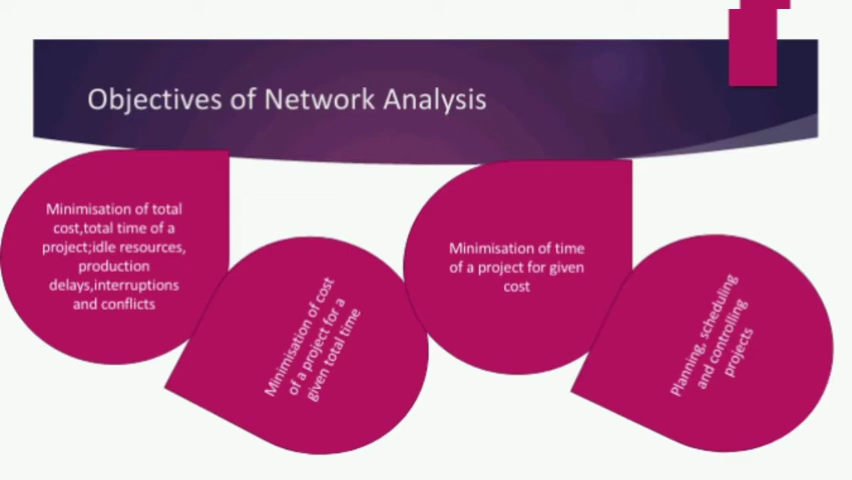 Objectives of Network Analysis
Minimisation of total
cost,total time of a
project;idle resources,
production
delays,interruptions
and conflicts
Minimisation of cost
of a project for a
given total time
Minimisation of time
of a project for given
cost
Planning, scheduling
and controlling
projects